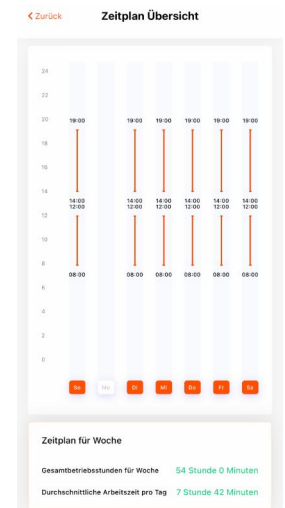 Zurück Zeitplan Übersicht
24
22
20 19:00 19:00 19:00 19:00 19:00 19:00
18
16
14
14:00 14:00 14:00 14:00 14:00 14:00
12:00 12:00 12:00 12:00 12:00 12:00
12
10
8
08:00 08:00 08:00 08:00 08:00 08:00
6
4
2
0
So Mo Di Mi Do Fr Sa
Zeitplan für Woche
Gesamtbetriebsstunden für Woche 54 Stunde 0 Minuten
Durchschnittliche Arbeitszeit pro Tag 7 Stunde 42 Minuten